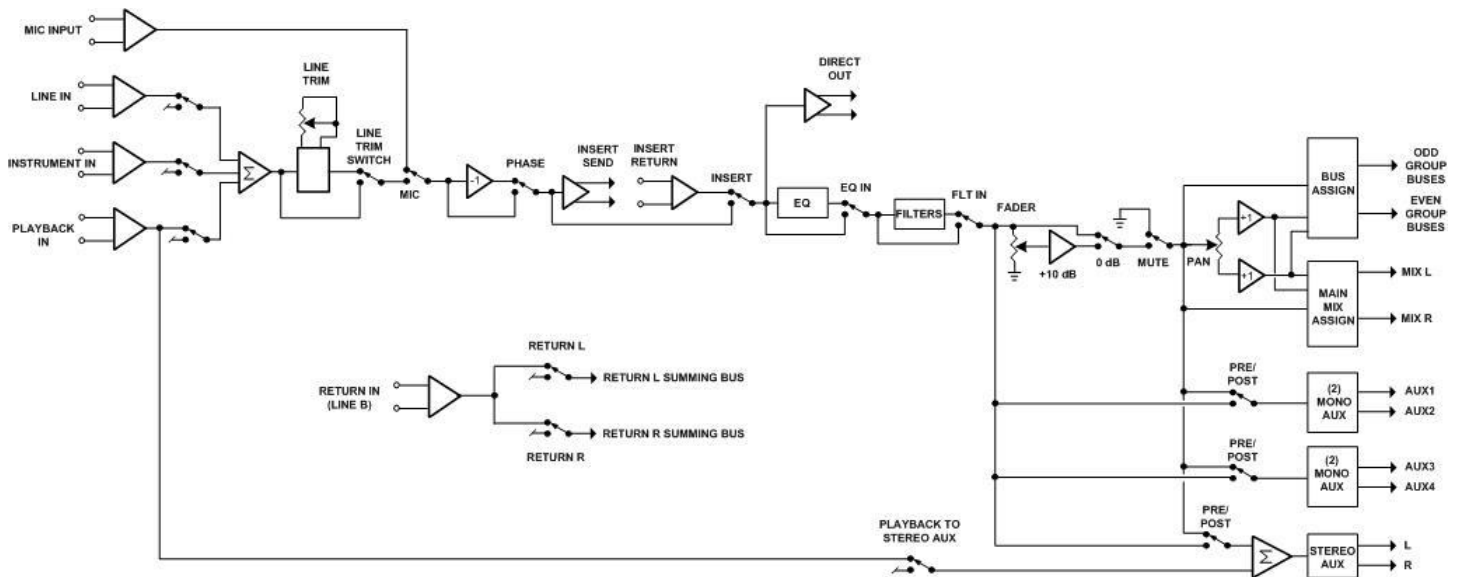 MIC INPUT
LINE IN
INSTRUMENT IN
PLAYBACK
IN
Σ
LINE
TRIM
LINE
TRIM
SWITCH
MIC
-1
PHASE
INSERT
SEND
INSERT
RETURN
INSERT
DIRECT
OUT
EQ
EQ IN
FILTERS
FLT IN
FADER
+10 dB
0 dB
MUTE
PAN
+1
+1
BUS
ASSIGN
ODD
GROUP
BUSES
EVEN
GROUP
BUSES
MAIN
MIX
ASSIGN
MIX L
MIX R
RETURN IN
(LINE B)
RETURN L
RETURN L SUMMING BUS
RETURN R SUMMING BUS
RETURN R
PRE/
POST
(2)
MONO
AUX
AUX1
AUX2
PRE/
POST
(2)
MONO
AUX
AUX3
AUX4
PLAYBACK TO
STEREO AUX
PRE/
POST
Σ
STEREO
AUX
L
R